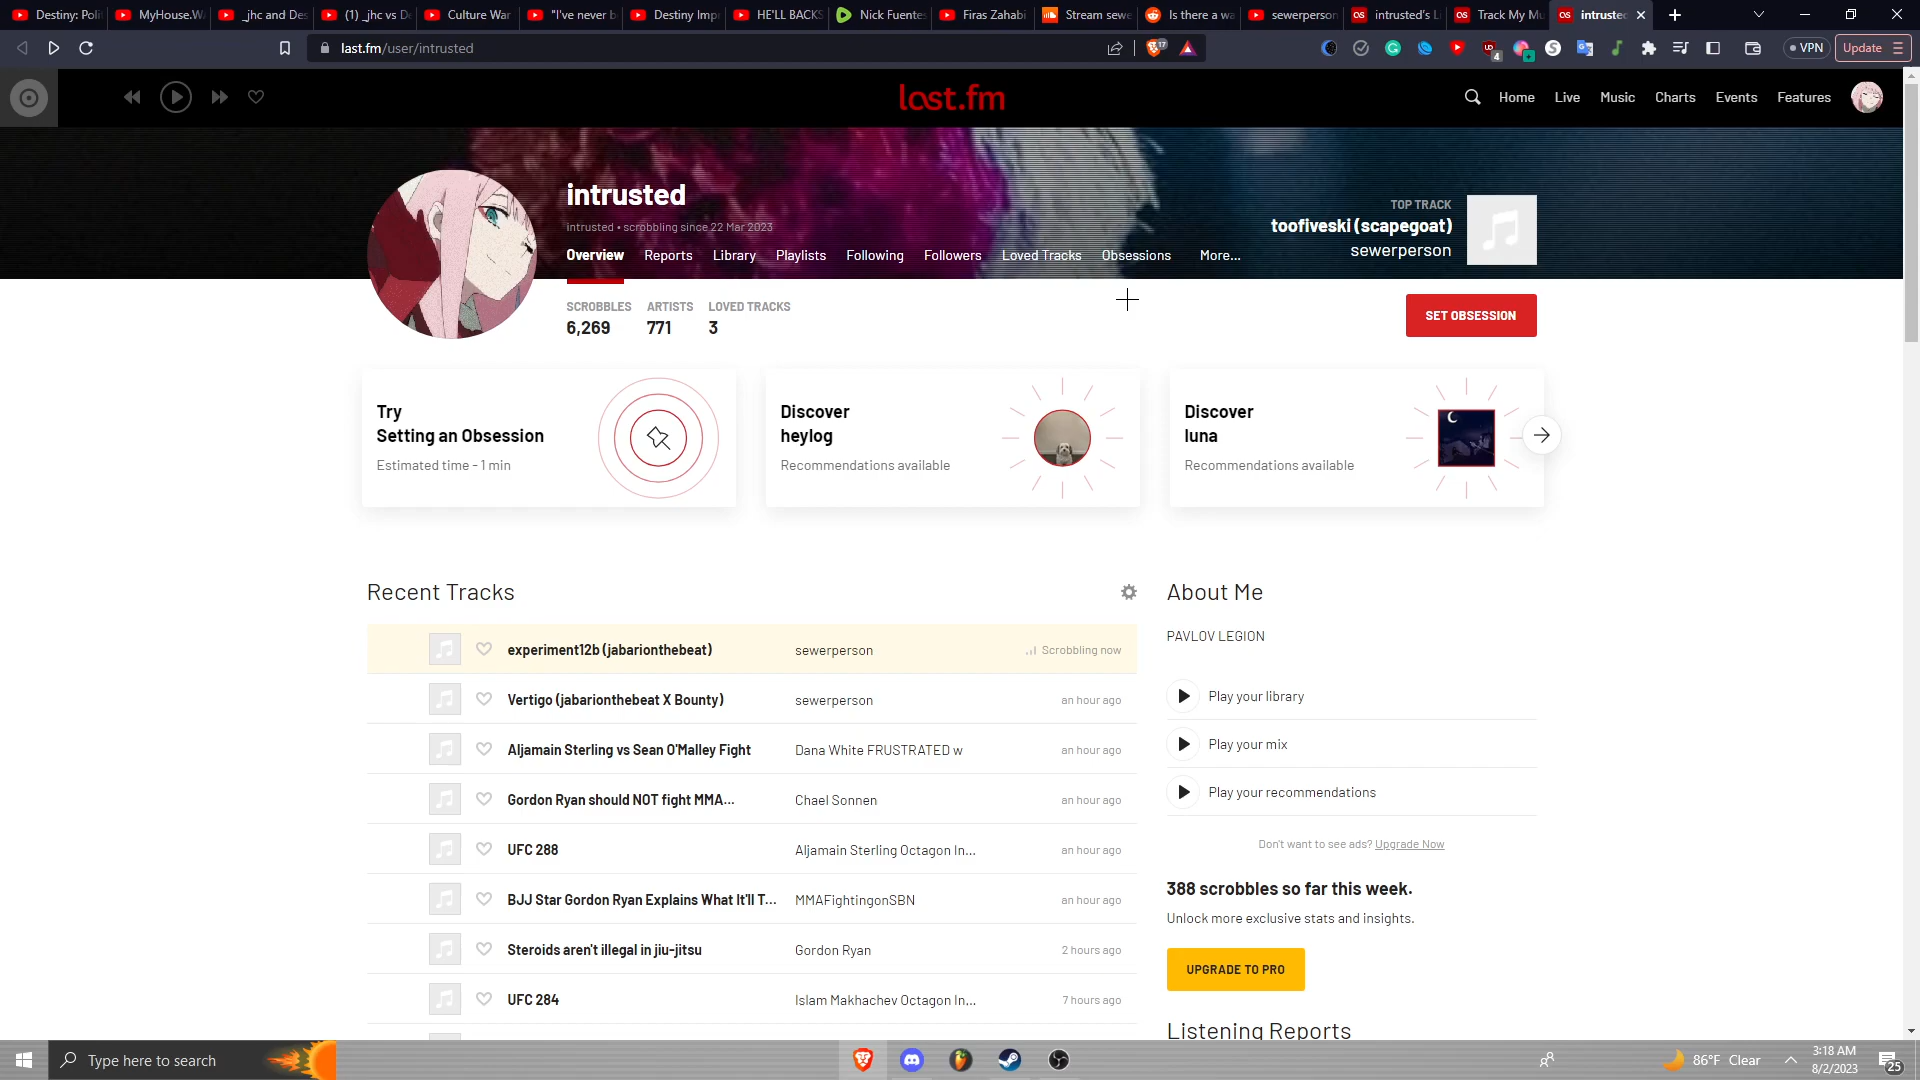 Destiny: Poli
MyHouse.W
_jhc and Des
(1) _jhc vs De
Culture War
"I've never b
Destiny Imp
HE'LL BACKS
Nick Fuente
Firas Zahabi
Stream sewe
Is there a wa
sewerperson
intrusted's L
Track My Mu
intrusted
last.fm/user/intrusted
VPN
Update
last.fm
Home
Live
Music
Charts
Events
Features
intrusted
intrusted • scrobbling since 22 Mar 2023
Overview
Reports
Library
Playlists
Following
Followers
Loved Tracks
Obsessions
More...
TOP TRACK
toofiveski (scapegoat)
sewerperson
SCROBBLES ARTISTS LOVED TRACKS
6,269 771 3
SET OBSESSION
Try
Setting an Obsession
Estimated time - 1 min
Discover
heylog
Recommendations available
Discover
luna
Recommendations available
Recent Tracks
experiment12b (jabarionthebeat) sewerperson Scrobbling now
Vertigo (jabarionthebeat X Bounty) sewerperson an hour ago
Aljamain Sterling vs Sean O'Malley Fight Dana White FRUSTRATED w an hour ago
Gordon Ryan should NOT fight MMA... Chael Sonnen an hour ago
UFC 288 Aljamain Sterling Octagon In... an hour ago
BJJ Star Gordon Ryan Explains What It'll T... MMAFightingonSBN an hour ago
Steroids aren't illegal in jiu-jitsu Gordon Ryan 2 hours ago
UFC 284 Islam Makhachev Octagon In... 7 hours ago
About Me
PAVLOV LEGION
Play your library
Play your mix
Play your recommendations
Don't want to see ads? Upgrade Now
388 scrobbles so far this week.
Unlock more exclusive stats and insights.
UPGRADE TO PRO
Listening Reports
Type here to search
86°F Clear
3:18 AM
8/2/2023
25